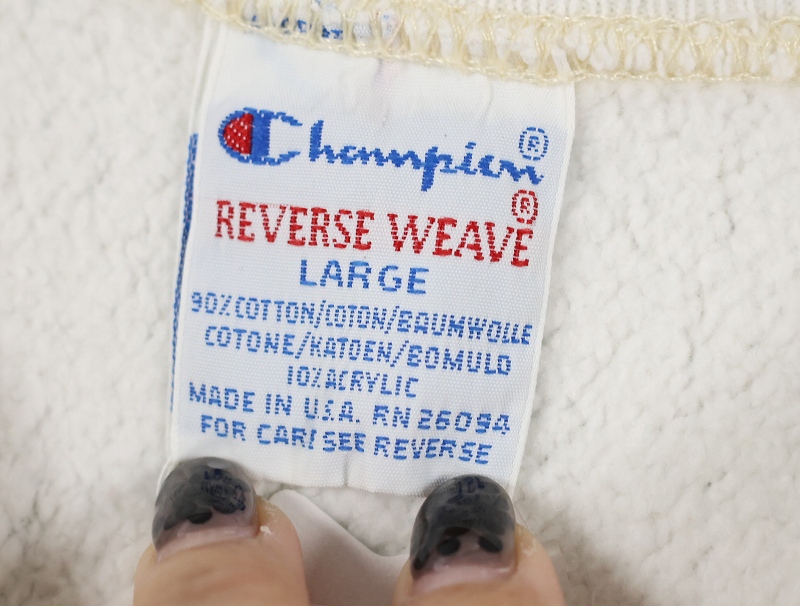 Champion®
REVERSE WEAVE®
LARGE
90% COTTON/COTON/BAUMWOLLE
COTONE/KATOEN/BOMULD
10% ACRYLIC
MADE IN U.S.A. RN 26094
FOR CARE SEE REVERSE